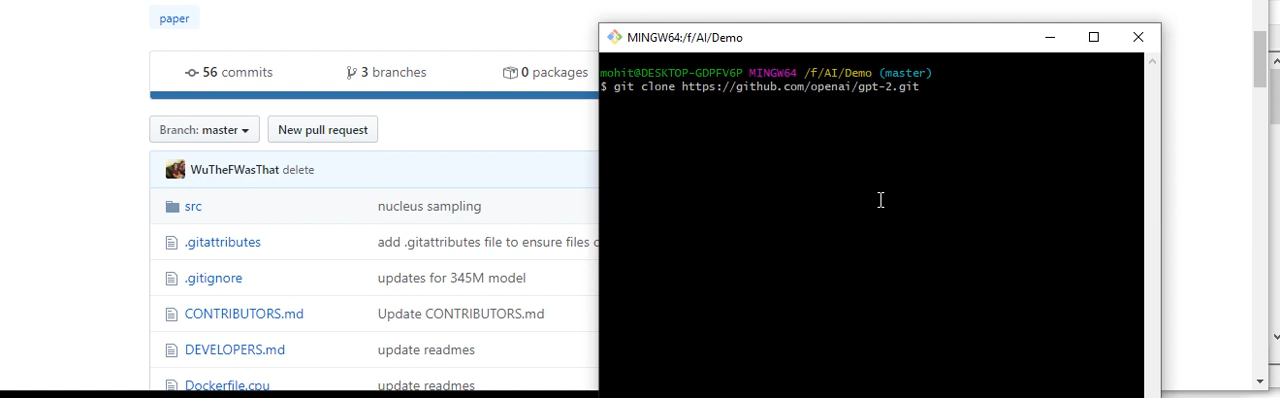 paper
56 commits
3 branches
0 packages
Branch: master
New pull request
WuTheFWasThat delete
src nucleus sampling
.gitattributes add .gitattributes file to ensure files
.gitignore updates for 345M model
CONTRIBUTORS.md Update CONTRIBUTORS.md
DEVELOPERS.md update readmes
Dockerfile.cpu update readmes
MINGW64:/f/AI/Demo
mohit@DESKTOP-GDPFV6P MINGW64 /f/AI/Demo (master)
$ git clone https://github.com/openai/gpt-2.git